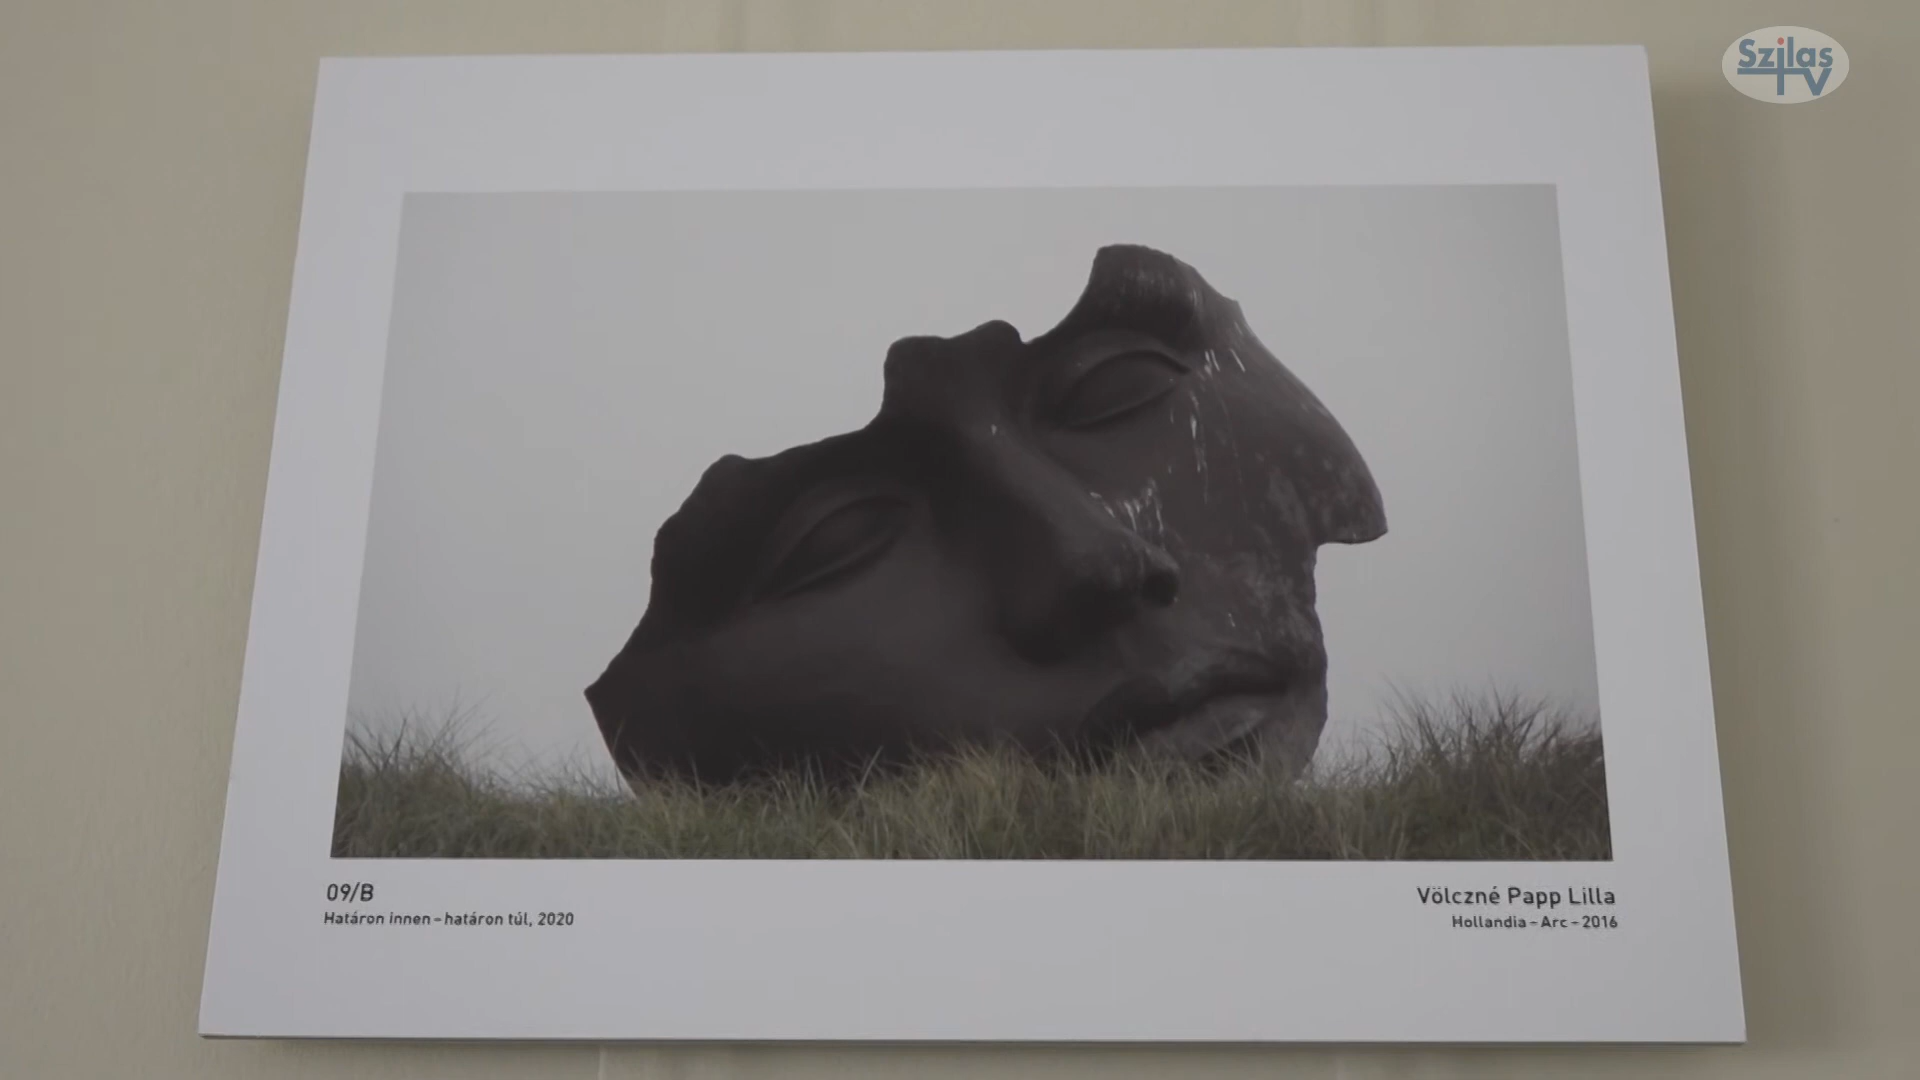 Szilas
TV
09/B
Határon innen – határon túl, 2020
Völczné Papp Lilla
Hollandia – Arc – 2016